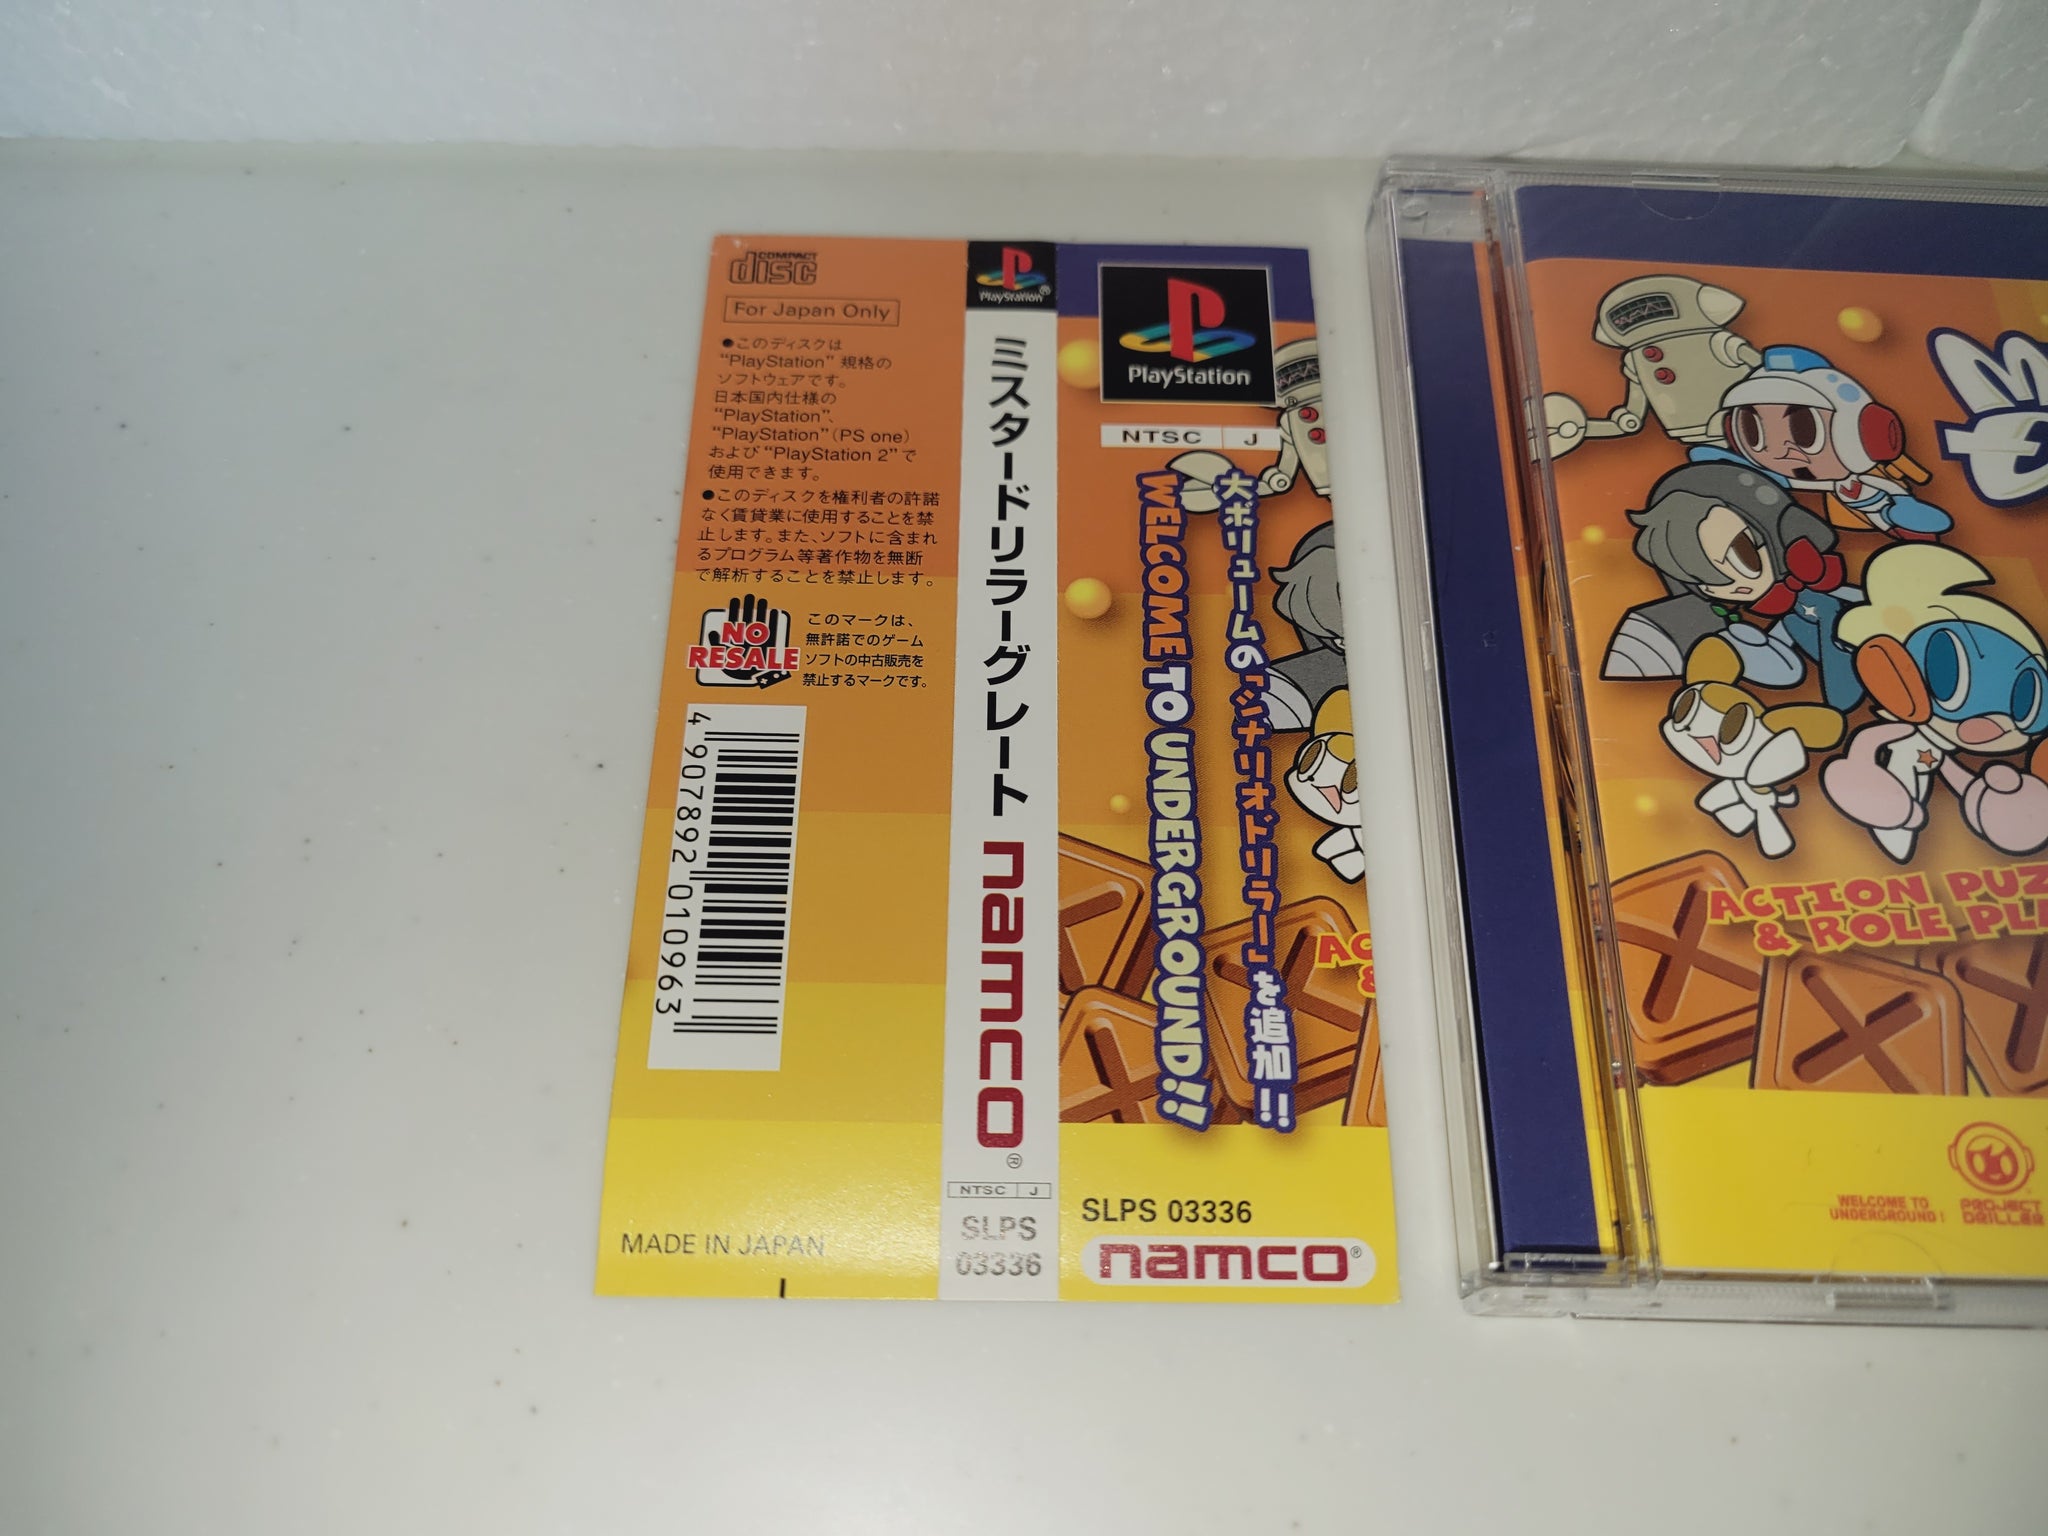 COMPACT
disc
For Japan Only
●このディスクは
“PlayStation” 規格の
ソフトウェアです。
日本国内仕様の
“PlayStation”、
“PlayStation”(PS one)
および“PlayStation 2”で
使用できます。
●このディスクを権利者の許諾
なく賃貸業に使用することを禁
止します。また、ソフトに含まれ
るプログラム等著作物を無断
で解析することを禁止します。
NO
RESALE
このマークは、
無許諾でのゲーム
ソフトの中古販売を
禁止するマークです。
4907892010963
MADE IN JAPAN
PlayStation®
ミスタードリラーグレート
namco®
NTSC J
SLPS
03336
PlayStation
®
NTSC J
大ボリュームの「シナリオドリラー」を追加!!
WELCOME TO UNDERGROUND!!
AC
&
SLPS 03336
namco®
ACTION PUZ
& ROLE PLA
WELCOME TO
UNDERGROUND!
PROJECT
DRILLER